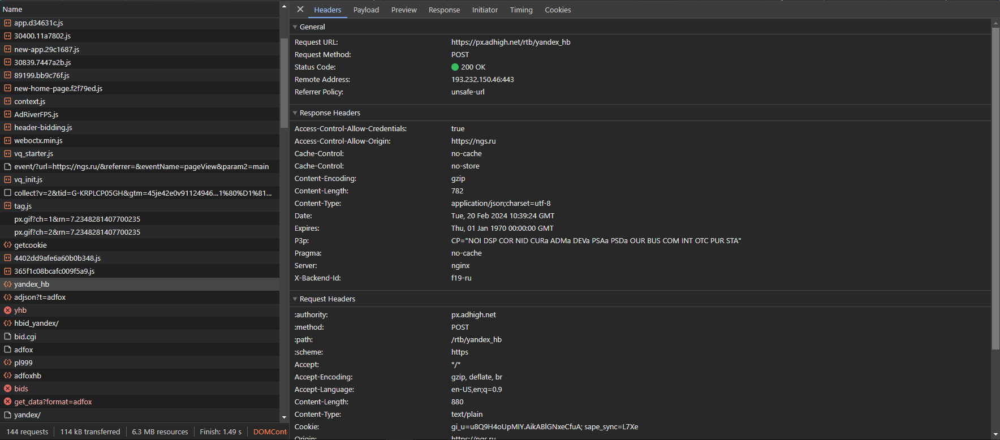 Name
app.d34631c.js
30400.11a7802.js
new-app.29c1687.js
30839.7447a2b.js
89199.bb9c76f.js
new-home-page.f2f79ed.js
context.js
AdRiverFPS.js
header-bidding.js
weboctx.min.js
vq_starter.js
event/?url=https://ngs.ru/&referrer=&eventName=pageView&param2=main
vq_init.js
collect?v=2&tid=G-KRPLCP05GH&gtm=45je42e0v91124946...1%80%D1%81...
tag.js
px.gif?ch=1&rn=7.2348281407700235
px.gif?ch=2&rn=7.2348281407700235
getcookie
4402dd9afe6a60b0b348.js
365f1c08bcafc009f5a9.js
yandex_hb
adjson?t=adfox
yhb
hbid_yandex/
bid.cgi
adfox
pl999
adfoxhb
bids
get_data?format=adfox
yandex/
144 requests 114 kB transferred 6.3 MB resources Finish: 1.49 s DOMConte
Headers Payload Preview Response Initiator Timing Cookies
General
Request URL: https://px.adhigh.net/rtb/yandex_hb
Request Method: POST
Status Code: 200 OK
Remote Address: 193.232.150.46:443
Referrer Policy: unsafe-url
Response Headers
Access-Control-Allow-Credentials: true
Access-Control-Allow-Origin: https://ngs.ru
Cache-Control: no-cache
Cache-Control: no-store
Content-Encoding: gzip
Content-Length: 782
Content-Type: application/json;charset=utf-8
Date: Tue, 20 Feb 2024 10:39:24 GMT
Expires: Thu, 01 Jan 1970 00:00:00 GMT
P3p: CP="NOI DSP COR NID CURa ADMa DEVa PSAa PSDa OUR BUS COM INT OTC PUR STA"
Pragma: no-cache
Server: nginx
X-Backend-Id: f19-ru
Request Headers
:authority: px.adhigh.net
:method: POST
:path: /rtb/yandex_hb
:scheme: https
Accept: */*
Accept-Encoding: gzip, deflate, br
Accept-Language: en-US,en;q=0.9
Content-Length: 880
Content-Type: text/plain
Cookie: gi_u=u8Q9H4oUpMIY.AikABlGNxeCfuA; sape_sync=L7Xe
Origin: https://ngs.ru